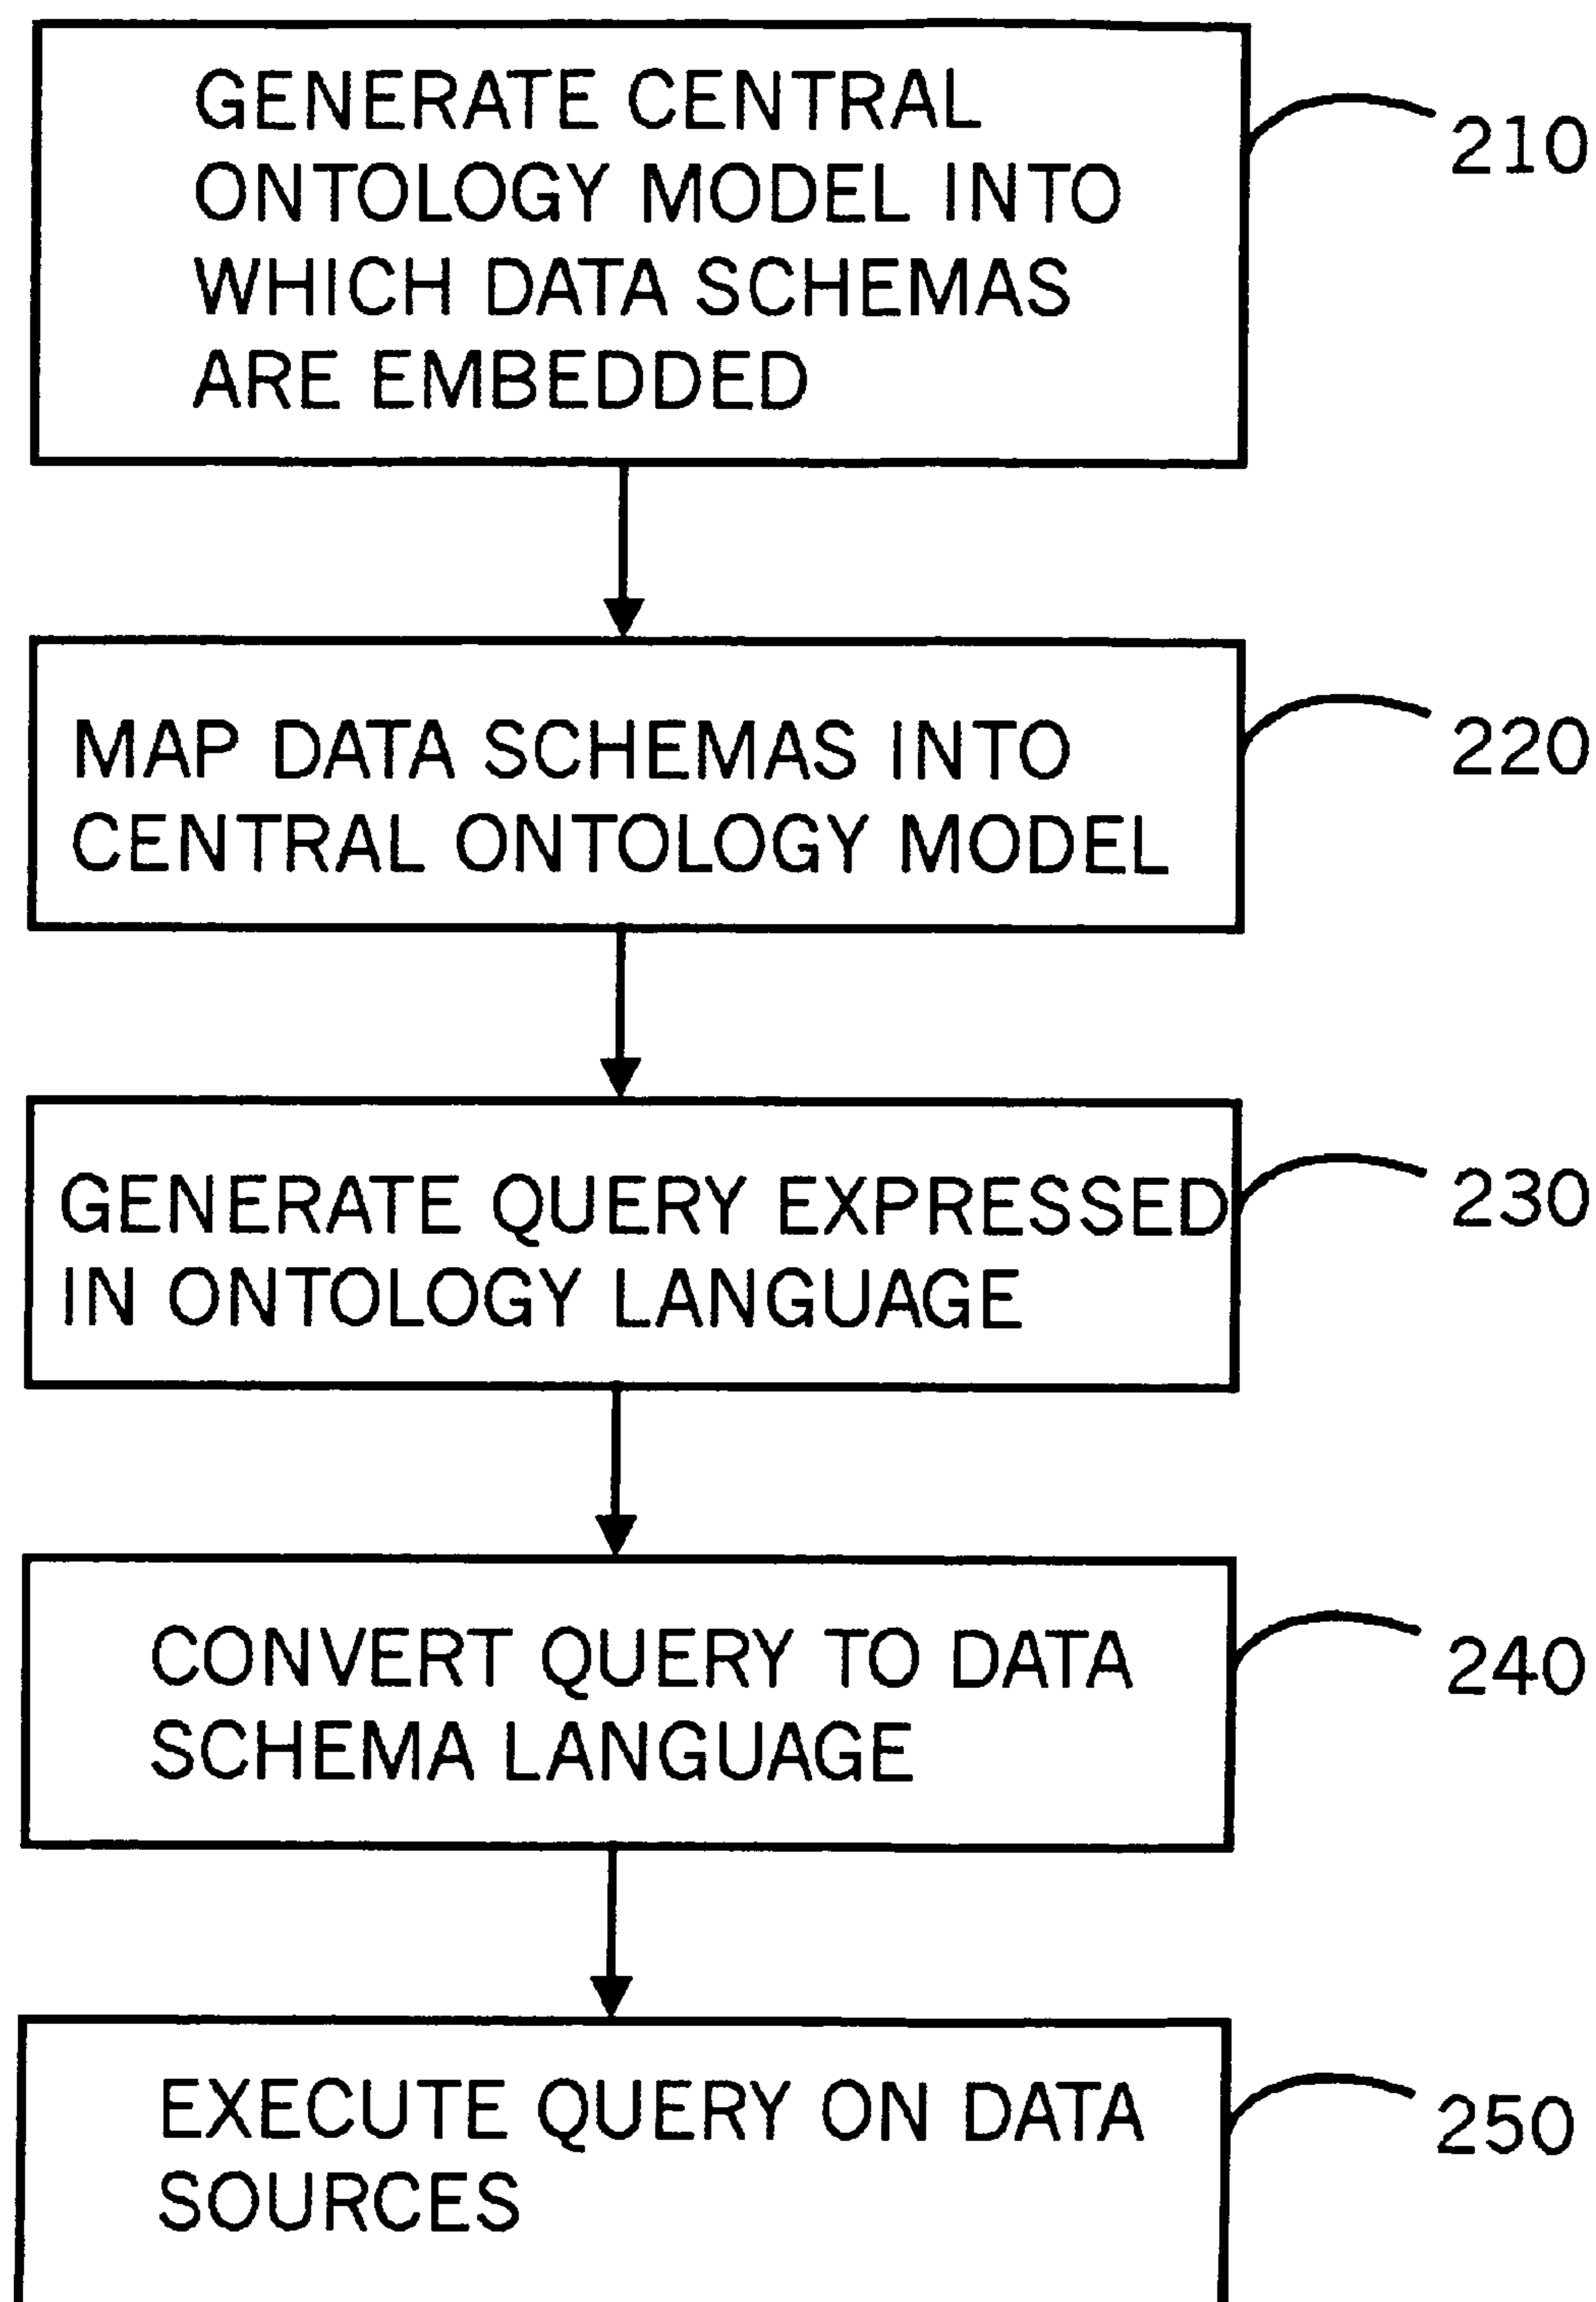 GENERATE CENTRAL
ONTOLOGY MODEL INTO
WHICH DATA SCHEMAS
ARE EMBEDDED
210
MAP DATA SCHEMAS INTO
CENTRAL ONTOLOGY MODEL
220
GENERATE QUERY EXPRESSED
IN ONTOLOGY LANGUAGE
230
CONVERT QUERY TO DATA
SCHEMA LANGUAGE
240
EXECUTE QUERY ON DATA
SOURCES
250